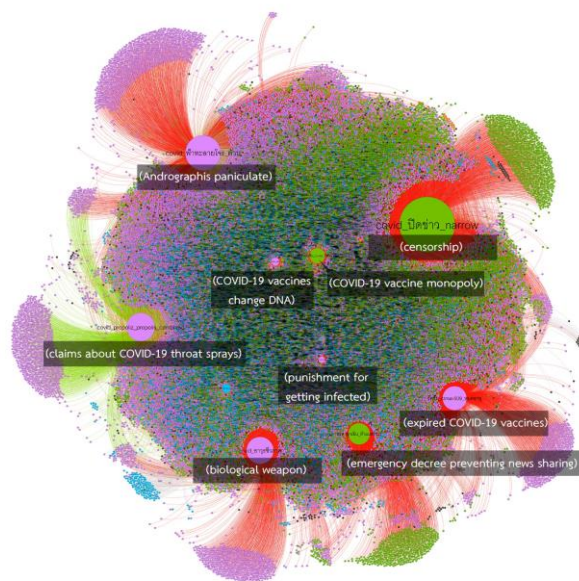 (Andrographis paniculate)
covid_ปิดข่าว_narrow
(censorship)
(COVID-19 vaccines
change DNA)
(COVID-19 vaccine monopoly)
(claims about COVID-19 throat sprays)
(punishment for
getting infected)
(expired COVID-19 vaccines)
(biological weapon)
(emergency decree preventing news sharing)